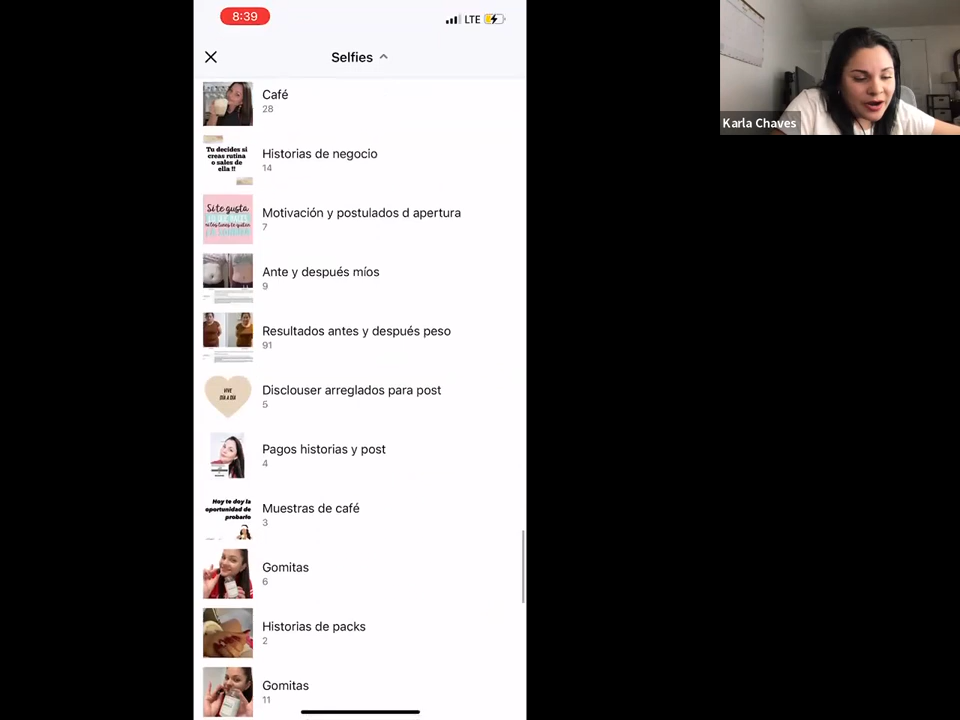 8:39
LTE
Selfies
Café
28
Tu decides si
creas rutina
o sales de
ella !!
Historias de negocio
14
Si te gusta
Motivación y postulados d apertura
7
Ante y después míos
9
Resultados antes y después peso
91
VIVE
DÍA A DÍA
Disclouser arreglados para post
5
Pagos historias y post
4
Hoy te doy la
oportunidad de
probarlo
Muestras de café
3
Gomitas
6
Historias de packs
2
Gomitas
11
Karla Chaves